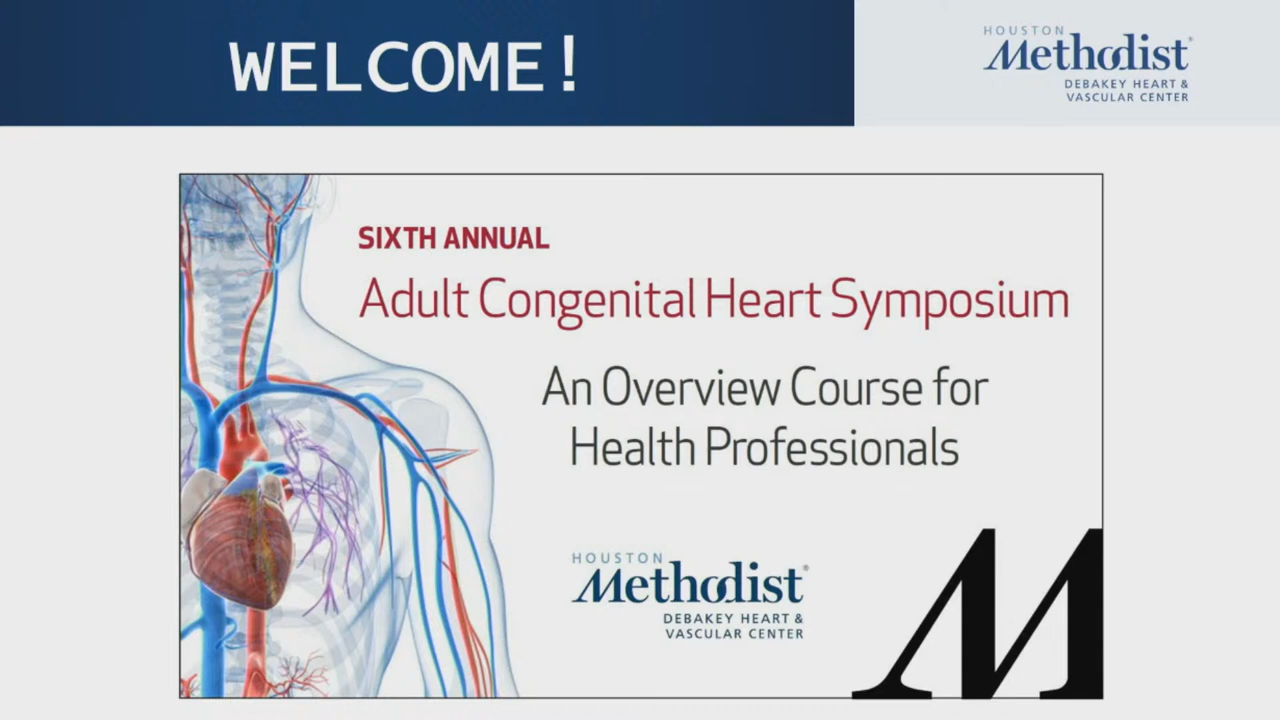 WELCOME!
HOUSTON
Methodist®
DEBAKEY HEART &
VASCULAR CENTER
SIXTH ANNUAL
Adult Congenital Heart Symposium
An Overview Course for
Health Professionals
HOUSTON
Methodist®
DEBAKEY HEART &
VASCULAR CENTER
M